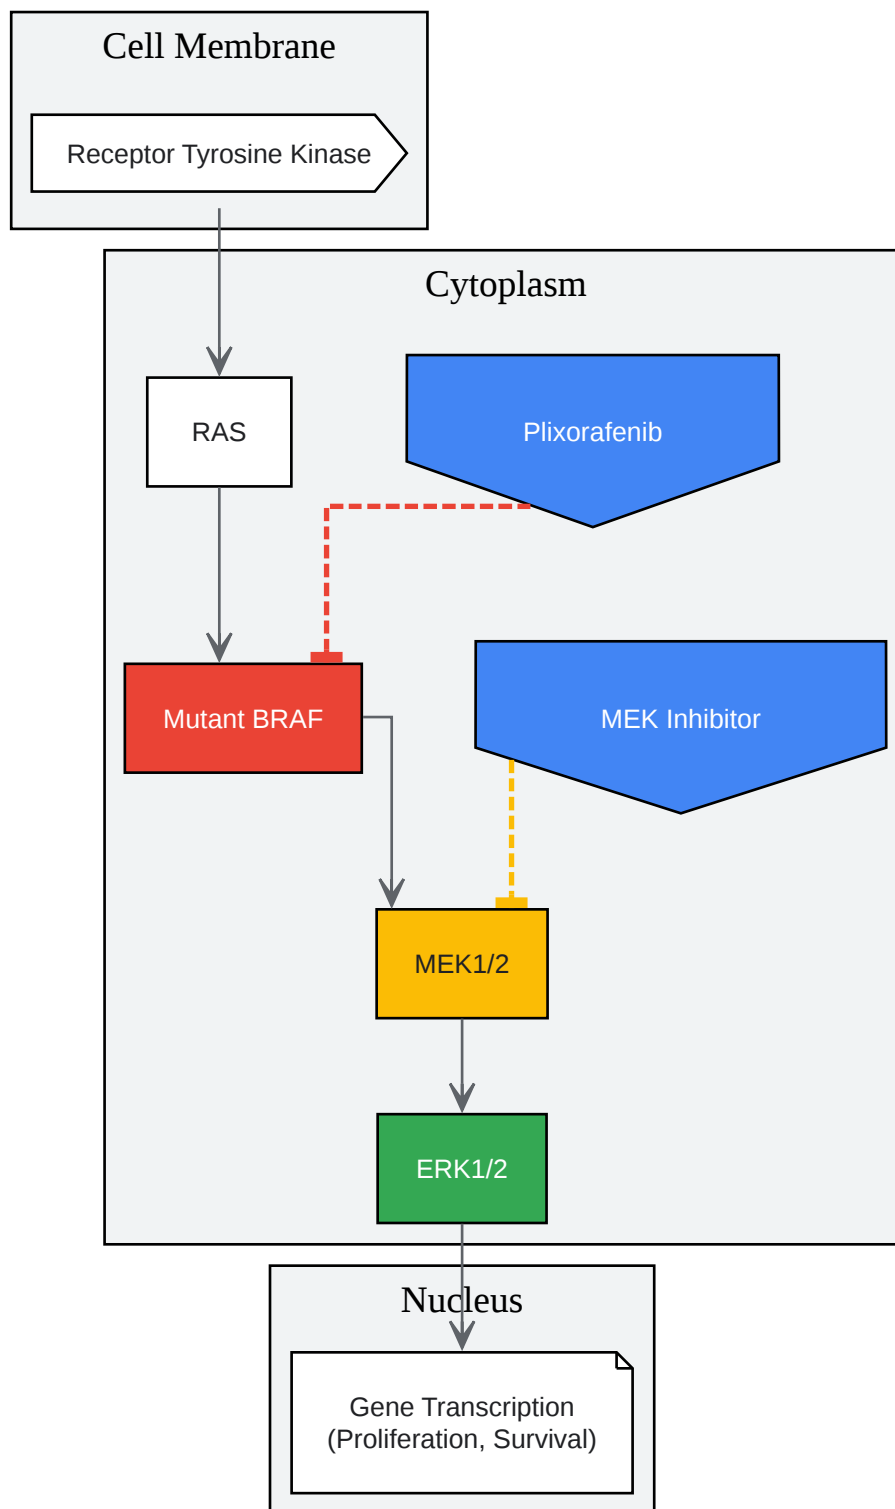 Cell Membrane
Receptor Tyrosine Kinase
Cytoplasm
RAS
Plixorafenib
Mutant BRAF
MEK Inhibitor
MEK1/2
ERK1/2
Nucleus
Gene Transcription
(Proliferation, Survival)